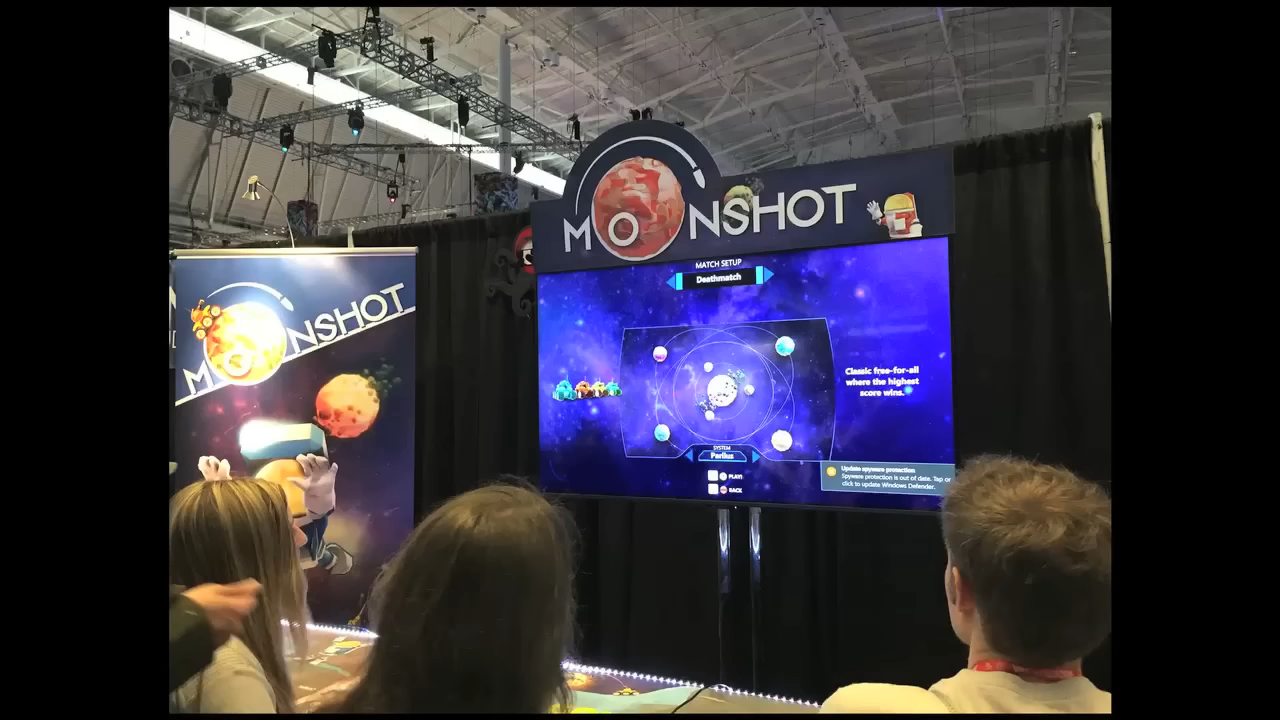 MOONSHOT
MOONSHOT
MATCH SETUP
Deathmatch
Classic free-for-all
where the highest
score wins.
SYSTEM
Parilus
PLAY!
BACK
Update spyware protection
Spyware protection is out of date. Tap or
click to update Windows Defender.